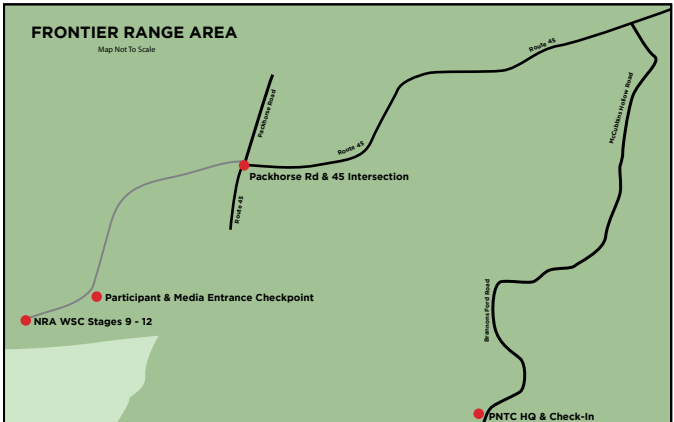 FRONTIER RANGE AREA
Map Not To Scale
Route 45
McCubbins Hollow Road
Packhorse Road
Route 45
Packhorse Rd & 45 Intersection
Route 45
Participant & Media Entrance Checkpoint
NRA WSC Stages 9 - 12
Brannons Ford Road
PNTC HQ & Check-In